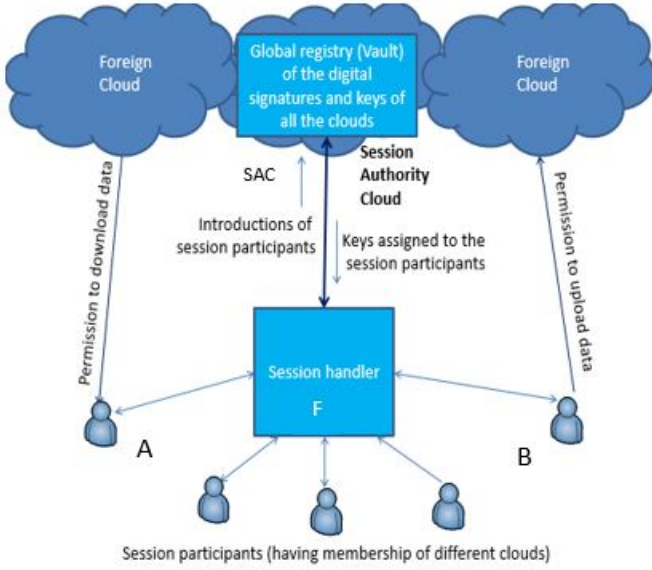 Foreign
Cloud
Global registry (Vault)
of the digital
signatures and keys of
all the clouds
Foreign
Cloud
Session
Authority
Cloud
SAC
Introductions of
session participants
Keys assigned to the
session participants
Permission to download data
Permission to upload data
Session handler
F
A
B
Session participants (having membership of different clouds)